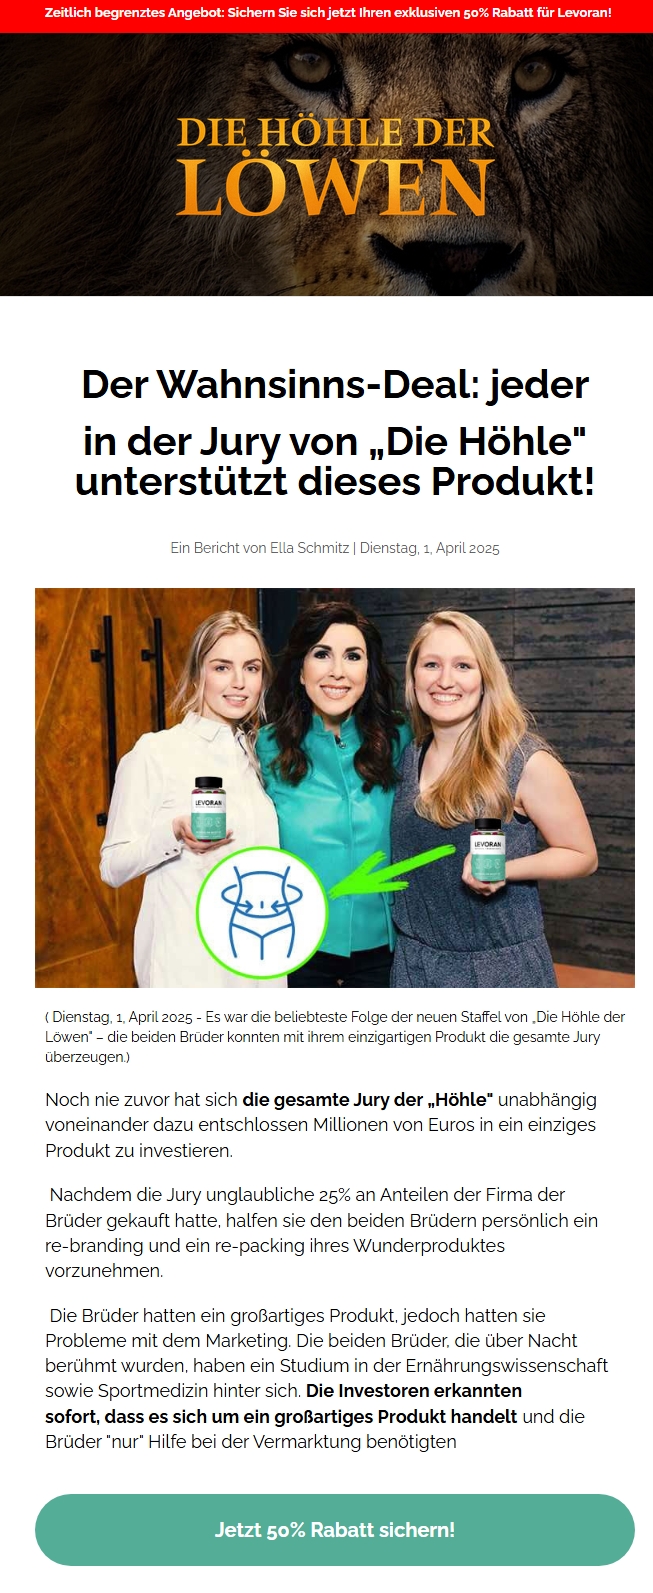 Zeitlich begrenztes Angebot: Sichern Sie sich jetzt Ihren exklusiven 50% Rabatt für Levoran!
DIE HÖHLE DER
LÖWEN
Der Wahnsinns-Deal: jeder
in der Jury von „Die Höhle"
unterstützt dieses Produkt!
Ein Bericht von Ella Schmitz | Dienstag, 1, April 2025
LEVORAN
LEVORAN
( Dienstag, 1, April 2025 - Es war die beliebteste Folge der neuen Staffel von „Die Höhle der
Löwen" – die beiden Brüder konnten mit ihrem einzigartigen Produkt die gesamte Jury
überzeugen.)
Noch nie zuvor hat sich die gesamte Jury der „Höhle" unabhängig
voneinander dazu entschlossen Millionen von Euros in ein einziges
Produkt zu investieren.
Nachdem die Jury unglaubliche 25% an Anteilen der Firma der
Brüder gekauft hatte, halfen sie den beiden Brüdern persönlich ein
re-branding und ein re-packing ihres Wunderproduktes
vorzunehmen.
Die Brüder hatten ein großartiges Produkt, jedoch hatten sie
Probleme mit dem Marketing. Die beiden Brüder, die über Nacht
berühmt wurden, haben ein Studium in der Ernährungswissenschaft
sowie Sportmedizin hinter sich. Die Investoren erkannten
sofort, dass es sich um ein großartiges Produkt handelt und die
Brüder "nur" Hilfe bei der Vermarktung benötigten
Jetzt 50% Rabatt sichern!